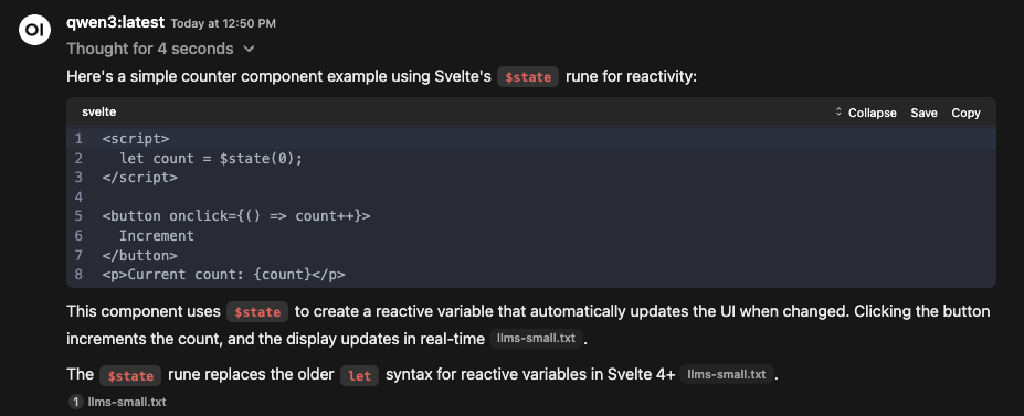 OI
qwen3:latest Today at 12:50 PM
Thought for 4 seconds
Here's a simple counter component example using Svelte's $state rune for reactivity:
svelte
Collapse Save Copy
1 <script>
2   let count = $state(0);
3 </script>
4
5 <button onclick={() => count++}>
6   Increment
7 </button>
8 <p>Current count: {count}</p>
This component uses $state to create a reactive variable that automatically updates the UI when changed. Clicking the button
increments the count, and the display updates in real-time llms-small.txt .
The $state rune replaces the older let syntax for reactive variables in Svelte 4+ llms-small.txt .
1 llms-small.txt